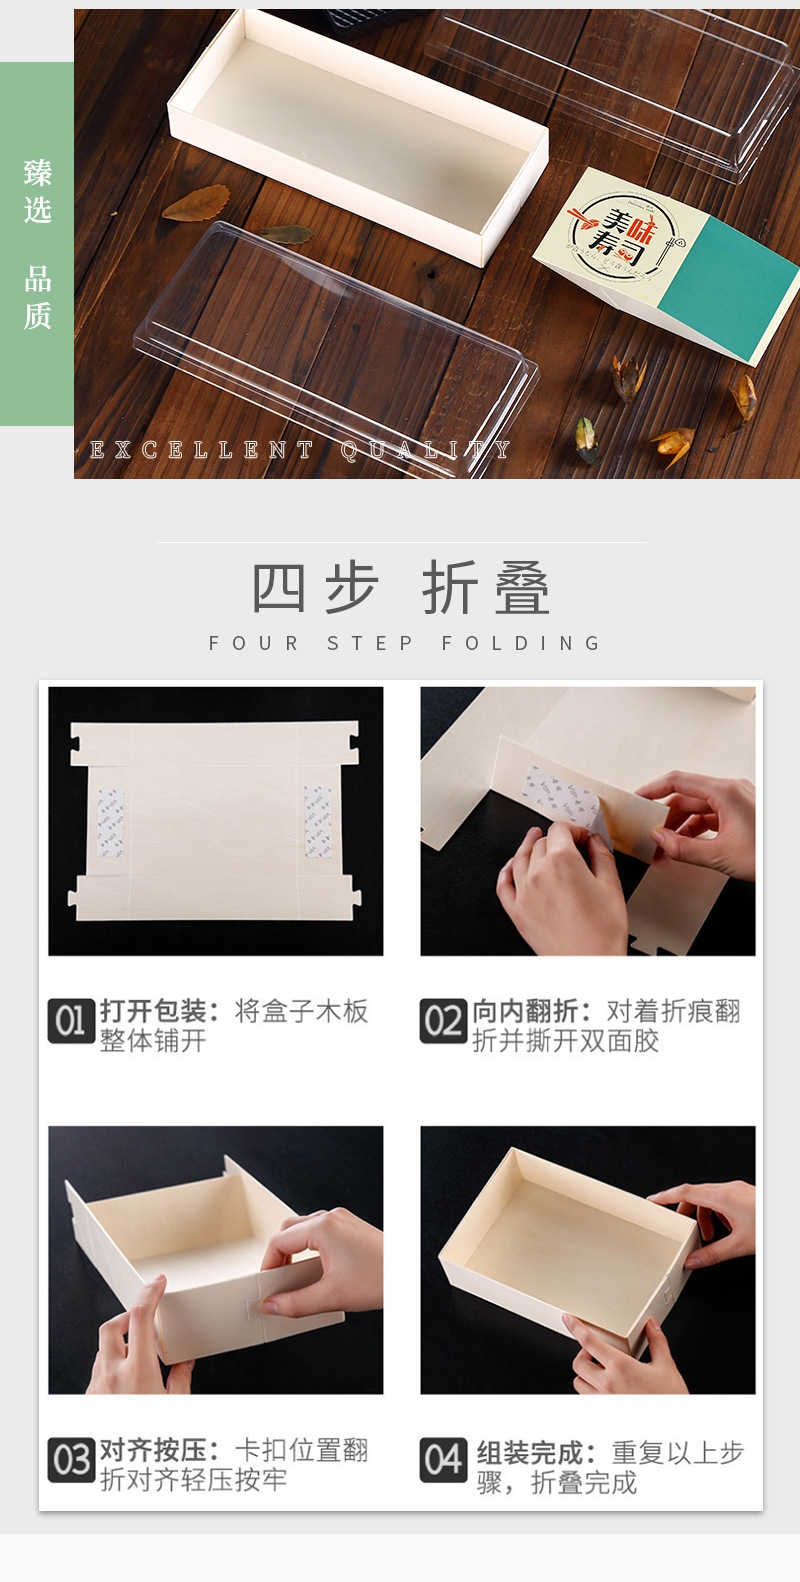 臻选 品质
美味
寿司
EXCELLENT QUALITY
四步 折叠
FOUR STEP FOLDING
01 打开包装：将盒子木板
整体铺开
02 向内翻折：对着折痕翻
折并撕开双面胶
03 对齐按压：卡扣位置翻
折对齐轻压按牢
04 组装完成：重复以上步
骤，折叠完成